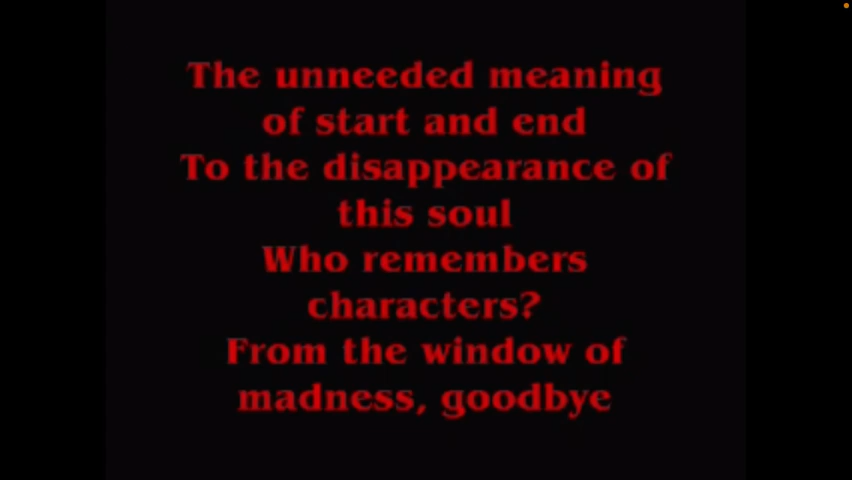 The unneeded meaning
of start and end
To the disappearance of
this soul
Who remembers
characters?
From the window of
madness, goodbye